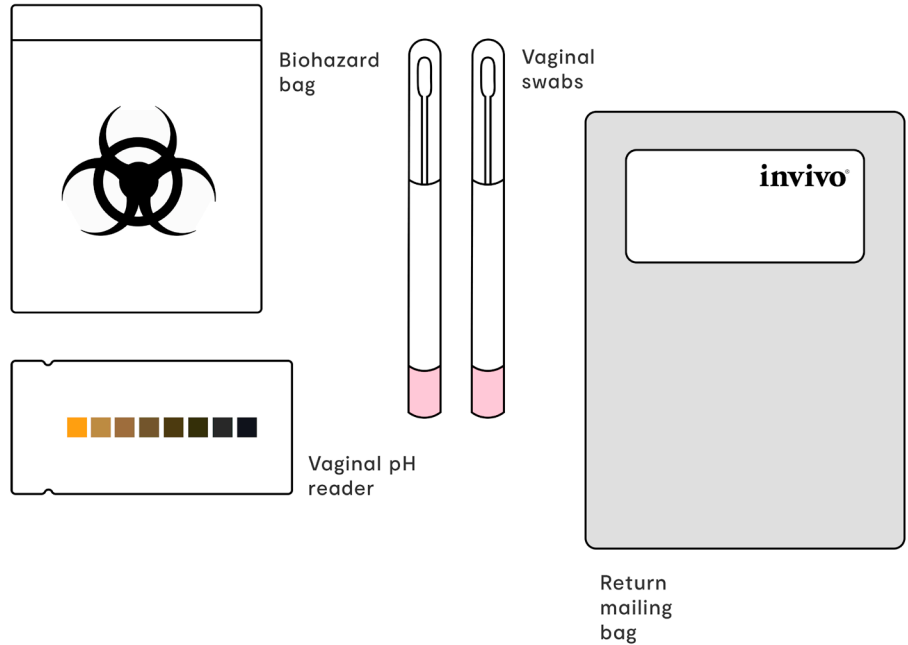 Biohazard
bag
Vaginal
swabs
invivo®
Vaginal pH
reader
Return
mailing
bag